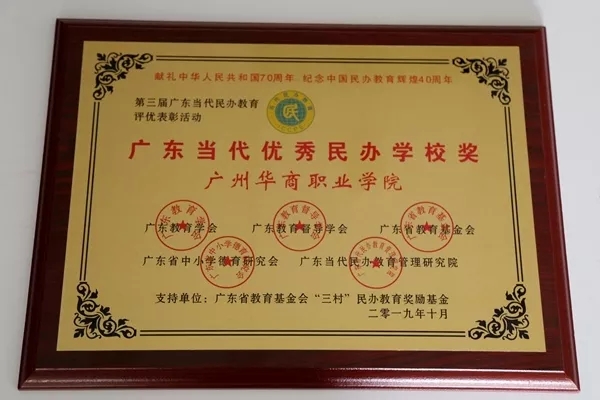 献礼中华人民共和国70周年 纪念中国民办教育辉煌40周年
第三届广东当代民办教育
评优表彰活动
广东当代优秀民办学校奖
广州华商职业学院
广东教育学会 广东教育督导学会 广东省教育基金会
广东省中小学德育研究会 广东当代民办教育管理研究院
支持单位：广东省教育基金会“三村”民办教育奖励基金
二零一九年十月